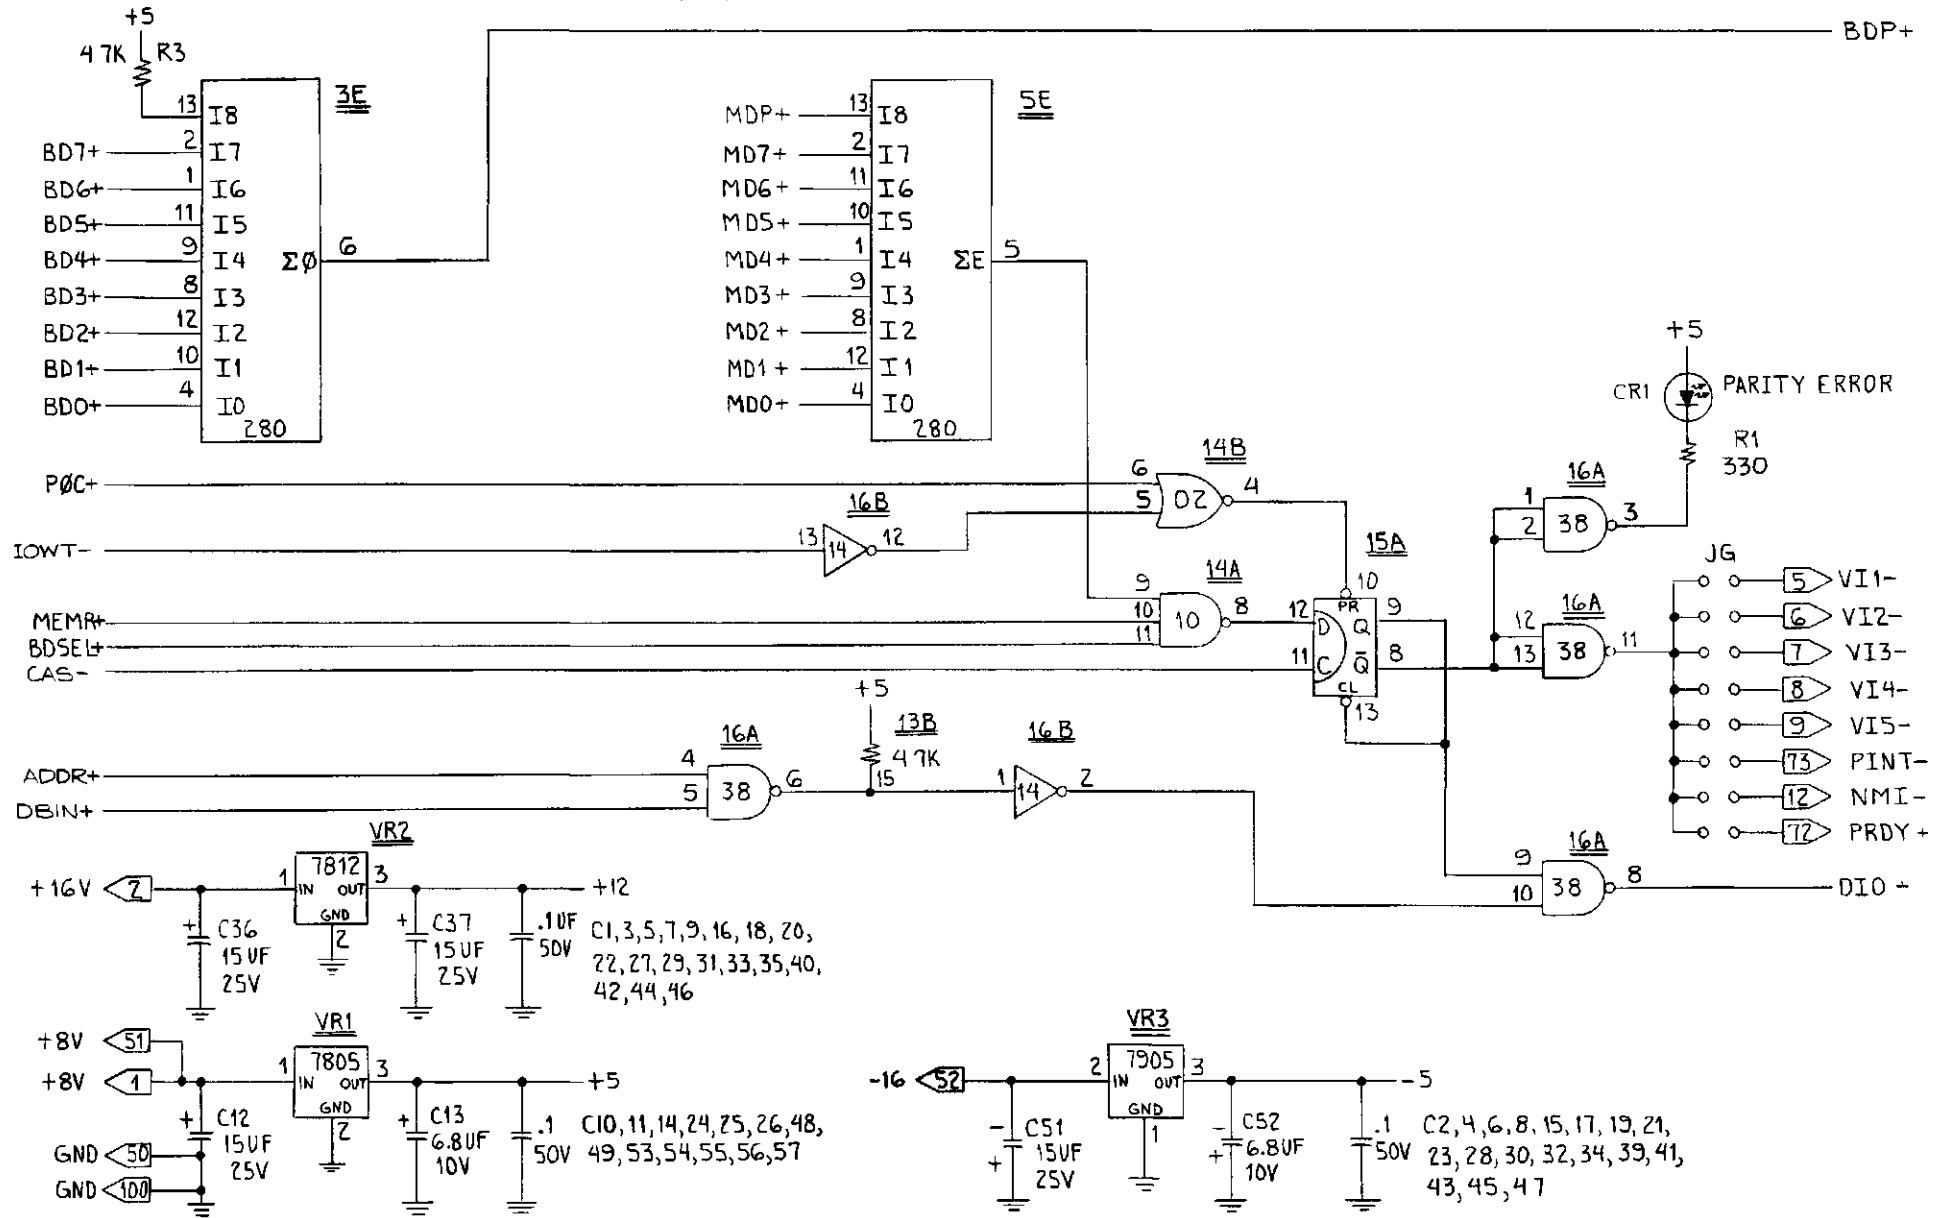 +5
4.7K R3
BDP+
3E
13 I8
BD7+ 2 I7
BD6+ 1 I6
BD5+ 11 I5
BD4+ 9 I4 ΣØ 6
BD3+ 8 I3
BD2+ 12 I2
BD1+ 10 I1
BD0+ 4 I0
280
5E
MDP+ 13 I8
MD7+ 2 I7
MD6+ 11 I6
MD5+ 10 I5
MD4+ 1 I4 ΣE 5
MD3+ 9 I3
MD2+ 8 I2
MD1+ 12 I1
MD0+ 4 I0
280
+5
CR1 PARITY ERROR
R1
330
PØC+
IOWT-
16B
13 14 12
14B
6
5 02 4
MEMR+
BDSEL+
CAS-
14A
9
10
11 10 8
15A
10
PR
12 D Q 9
11 C Q̅ 8
CL
13
16A
1
2 38 3
16A
12
13 38 11
JG
5 VI1-
6 VI2-
7 VI3-
8 VI4-
9 VI5-
73 PINT-
12 NMI-
72 PRDY+
ADDR+
DBIN+
16A
4
5 38 6
+5
13B
4.7K
15
16B
1 14 2
16A
9
10 38 8
DIO-
VR2
+16V 2
1 7812 3
IN OUT
GND
2
+12
+ C36
15UF
25V
+ C37
15UF
25V
.1UF
50V
C1,3,5,7,9,16,18,20,
22,27,29,31,33,35,40,
42,44,46
VR1
+8V 51
+8V 1
GND 50
GND 100
1 7805 3
IN OUT
GND
2
+5
+ C12
15UF
25V
+ C13
6.8UF
10V
.1
50V
C10,11,14,24,25,26,48,
49,53,54,55,56,57
VR3
-16 52
2 7905 3
IN OUT
GND
1
-5
- C51
15UF
+ 25V
- C52
6.8UF
+ 10V
.1
50V
C2,4,6,8,15,17,19,21,
23,28,30,32,34,39,41,
43,45,47